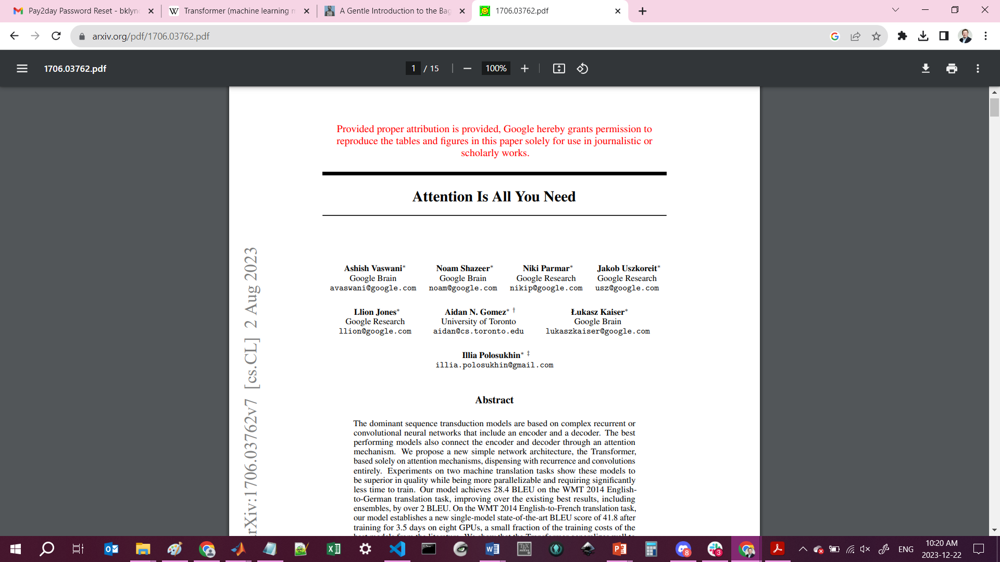 Pay2day Password Reset - bklyn
Transformer (machine learning m
A Gentle Introduction to the Bag
1706.03762.pdf
arxiv.org/pdf/1706.03762.pdf
1706.03762.pdf
1 / 15
100%
Provided proper attribution is provided, Google hereby grants permission to
reproduce the tables and figures in this paper solely for use in journalistic or
scholarly works.
Attention Is All You Need
arXiv:1706.03762v7 [cs.CL] 2 Aug 2023
Ashish Vaswani* Noam Shazeer* Niki Parmar* Jakob Uszkoreit*
Google Brain Google Brain Google Research Google Research
avaswani@google.com noam@google.com nikip@google.com usz@google.com
Llion Jones* Aidan N. Gomez* † Łukasz Kaiser*
Google Research University of Toronto Google Brain
llion@google.com aidan@cs.toronto.edu lukaszkaiser@google.com
Illia Polosukhin* ‡
illia.polosukhin@gmail.com
Abstract
The dominant sequence transduction models are based on complex recurrent or
convolutional neural networks that include an encoder and a decoder. The best
performing models also connect the encoder and decoder through an attention
mechanism. We propose a new simple network architecture, the Transformer,
based solely on attention mechanisms, dispensing with recurrence and convolutions
entirely. Experiments on two machine translation tasks show these models to
be superior in quality while being more parallelizable and requiring significantly
less time to train. Our model achieves 28.4 BLEU on the WMT 2014 English-
to-German translation task, improving over the existing best results, including
ensembles, by over 2 BLEU. On the WMT 2014 English-to-French translation task,
our model establishes a new single-model state-of-the-art BLEU score of 41.8 after
training for 3.5 days on eight GPUs, a small fraction of the training costs of the
ENG
10:20 AM
2023-12-22